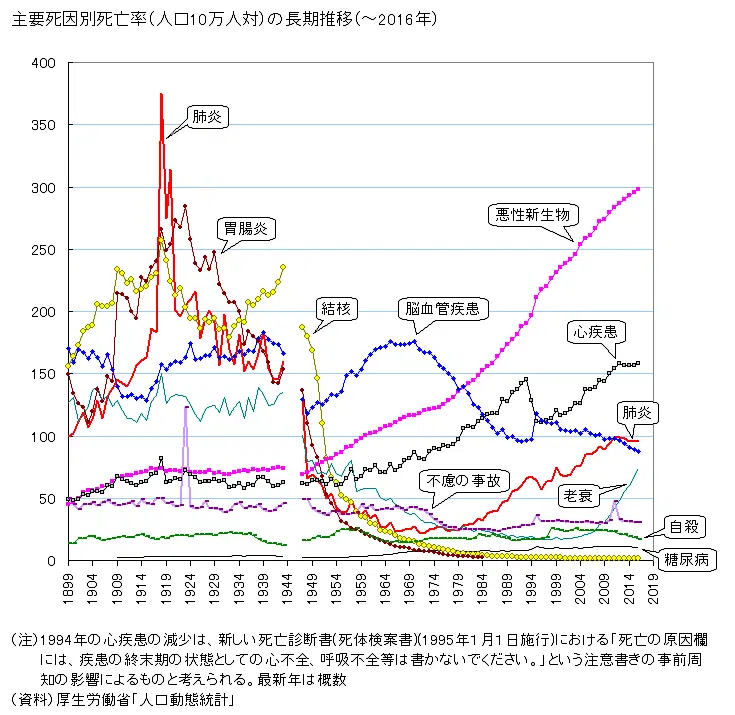 主要死因別死亡率(人口10万人対)の長期推移(～2016年)
400
350
300
250
200
150
100
50
0
肺炎
胃腸炎
結核
脳血管疾患
悪性新生物
心疾患
肺炎
不慮の事故
老衰
自殺
糖尿病
1899
1904
1909
1914
1919
1924
1929
1934
1939
1944
1949
1954
1959
1964
1969
1974
1979
1984
1989
1994
1999
2004
2009
2014
2019
(注)1994年の心疾患の減少は、新しい死亡診断書(死体検案書)(1995年1月1日施行)における「死亡の原因欄
には、疾患の終末期の状態としての心不全、呼吸不全等は書かないでください。」という注意書きの事前周
知の影響によるものと考えられる。最新年は概数
(資料)厚生労働省「人口動態統計」